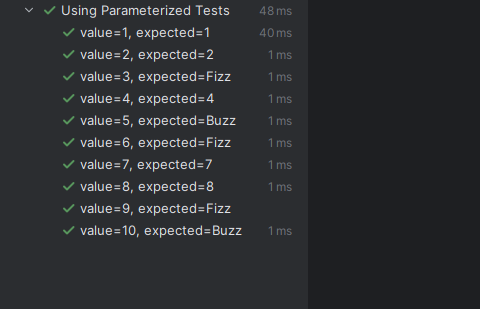 Using Parameterized Tests 48 ms
value=1, expected=1 40 ms
value=2, expected=2 1 ms
value=3, expected=Fizz 1 ms
value=4, expected=4 1 ms
value=5, expected=Buzz 1 ms
value=6, expected=Fizz 1 ms
value=7, expected=7 1 ms
value=8, expected=8 1 ms
value=9, expected=Fizz
value=10, expected=Buzz 1 ms